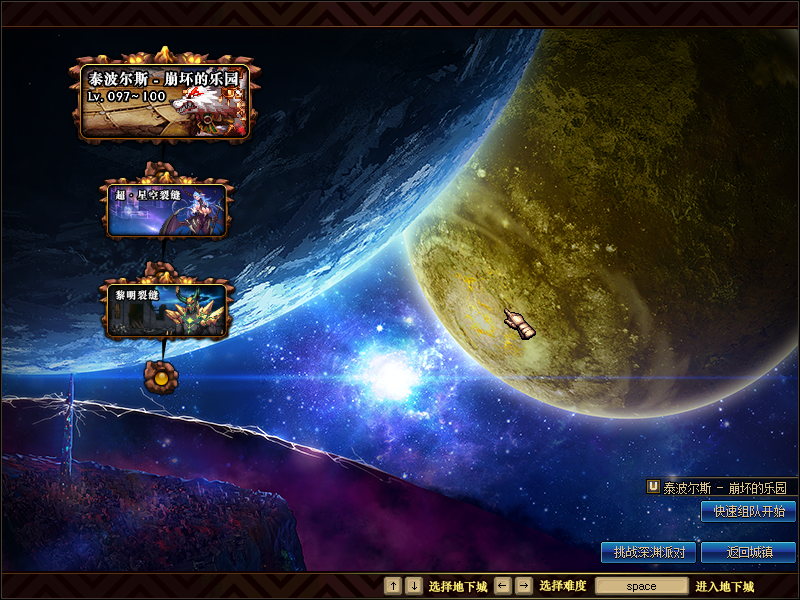 泰波尔斯 - 崩坏的乐园
Lv. 097~100
超·星空裂缝
黎明裂缝
U 泰波尔斯 - 崩坏的乐园
快速组队开始
挑战深渊派对 返回城镇
↑ ↓ 选择地下城 ← → 选择难度 space 进入地下城